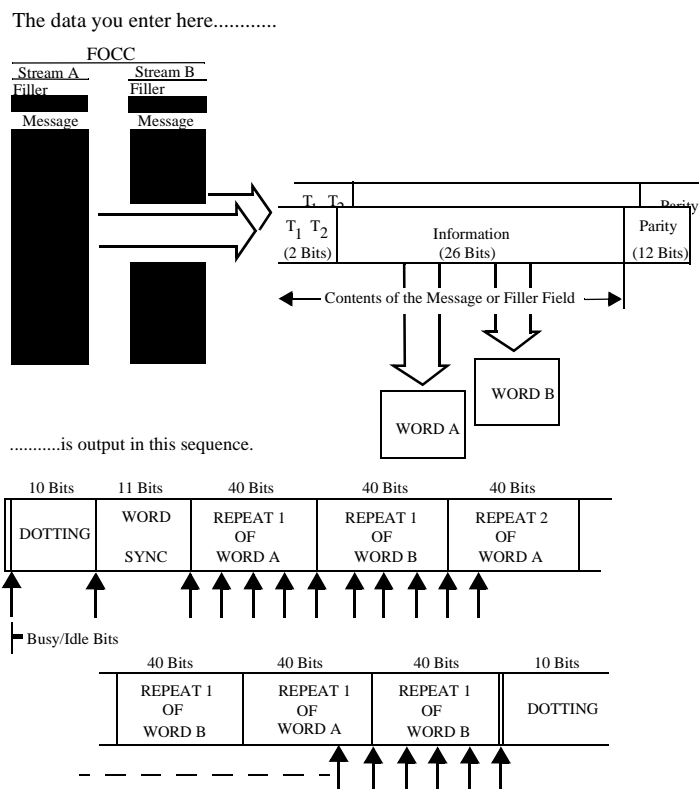 The data you enter here............
FOCC
Stream A Stream B
Filler Filler
Message Message
T1 T2 Parity
T1 T2 Information Parity
(2 Bits) (26 Bits) (12 Bits)
Contents of the Message or Filler Field
WORD B
WORD A
...........is output in this sequence.
10 Bits 11 Bits 40 Bits 40 Bits 40 Bits
DOTTING WORD SYNC REPEAT 1 OF WORD A REPEAT 1 OF WORD B REPEAT 2 OF WORD A
Busy/Idle Bits
40 Bits 40 Bits 40 Bits 10 Bits
REPEAT 1 OF WORD B REPEAT 1 OF WORD A REPEAT 1 OF WORD B DOTTING